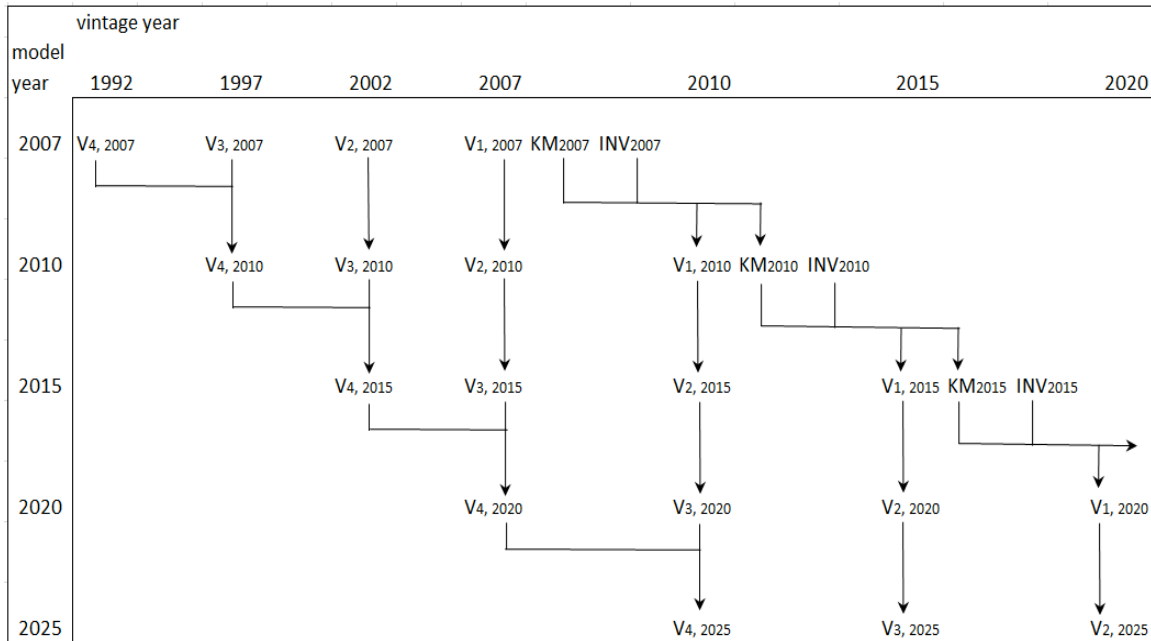 vintage year
model
year 1992 1997 2002 2007 2010 2015 2020
2007 V4, 2007 V3, 2007 V2, 2007 V1, 2007 KM2007 INV2007
2010 V4, 2010 V3, 2010 V2, 2010 V1, 2010 KM2010 INV2010
2015 V4, 2015 V3, 2015 V2, 2015 V1, 2015 KM2015 INV2015
2020 V4, 2020 V3, 2020 V2, 2020 V1, 2020
2025 V4, 2025 V3, 2025 V2, 2025